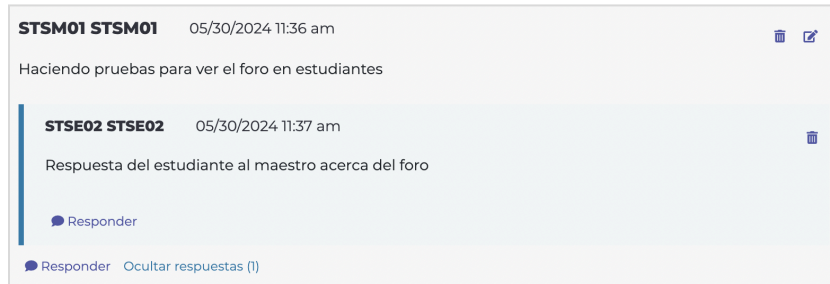 STSM01 STSM01 05/30/2024 11:36 am
Haciendo pruebas para ver el foro en estudiantes
STSE02 STSE02 05/30/2024 11:37 am
Respuesta del estudiante al maestro acerca del foro
Responder
Responder Ocultar respuestas (1)